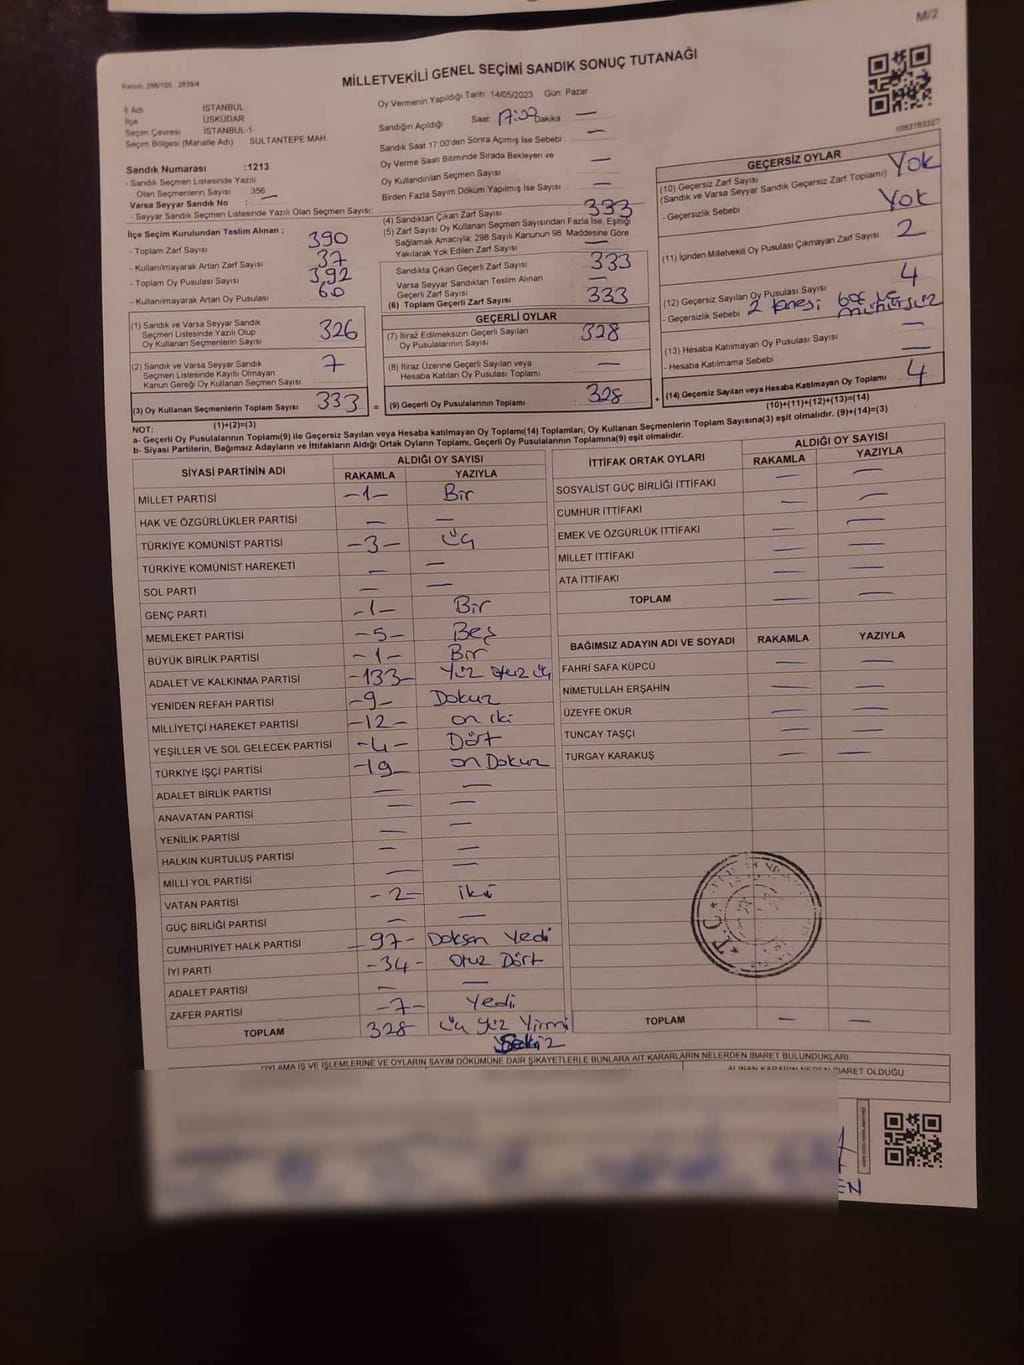 M/2
MİLLETVEKİLİ GENEL SEÇİMİ SANDIK SONUÇ TUTANAĞI
İl Adı İSTANBUL
İlçe ÜSKÜDAR
Seçim Çevresi İSTANBUL-1
Seçim Bölgesi (Mahalle Adı) SULTANTEPE MAH.
Sandık Numarası :1213
- Sandık Seçmen Listesinde Yazılı
Olan Seçmenlerin Sayısı : 356
Varsa Seyyar Sandık No : —
- Seyyar Sandık Seçmen Listesinde Yazılı Olan Seçmen Sayısı:
İlçe Seçim Kurulundan Teslim Alınan ;
- Toplam Zarf Sayısı 390
- Kullanılmayarak Artan Zarf Sayısı 37
- Toplam Oy Pusulası Sayısı 392
- Kullanılmayarak Artan Oy Pusulası 60
(1) Sandık ve Varsa Seyyar Sandık
Seçmen Listesinde Yazılı Olup
Oy Kullanan Seçmenlerin Sayısı 326
(2) Sandık ve Varsa Seyyar Sandık
Seçmen Listesinde Kayıtlı Olmayan
Kanun Gereği Oy Kullanan Seçmen Sayısı 7
(3) Oy Kullanan Seçmenlerin Toplam Sayısı 333 =
(1)+(2)=(3)
Oy Vermenin Yapıldığı Tarih: 14/05/2023 Gün: Pazar
Sandığın Açıldığı Saat 17:00 Dakika —
Sandık Saat 17.00'den Sonra Açımış İse Sebebi : —
Oy Verme Saati Bitiminde Sırada Bekleyen ve
Oy Kullandırılan Seçmen Sayısı —
Birden Fazla Sayım Döküm Yapılmış İse Sayısı —
(4) Sandıktan Çıkan Zarf Sayısı 333
(5) Zarf Sayısı Oy Kullanan Seçmen Sayısından Fazla İse, Eşitliği
Sağlamak Amacıyla, 298 Sayılı Kanunun 98. Maddesine Göre
Yakılarak Yok Edilen Zarf Sayısı —
Sandıkta Çıkan Geçerli Zarf Sayısı 333
Varsa Seyyar Sandıktan Teslim Alınan
Geçerli Zarf Sayısı —
(6) Toplam Geçerli Zarf Sayısı 333
GEÇERLİ OYLAR
(7) İtiraz Edilmeksizin Geçerli Sayılan
Oy Pusulalarının Sayısı 328
(8) İtiraz Üzerine Geçerli Sayılan veya
Hesaba Katılan Oy Pusulası Toplamı —
(9) Geçerli Oy Pusulalarının Toplamı 328 +
1083783327
GEÇERSİZ OYLAR
(10) Geçersiz Zarf Sayısı Yok
(Sandık ve Varsa Seyyar Sandık Geçersiz Zarf Toplamı)
- Geçersizlik Sebebi : Yok
(11) İçinden Milletvekili Oy Pusulası Çıkmayan Zarf Sayısı 2
(12) Geçersiz Sayılan Oy Pusulası Sayısı 4
- Geçersizlik Sebebi 2 tanesi
(13) Hesaba Katılmayan Oy Pusulası Sayısı —
- Hesaba Katılmama Sebebi : —
(14) Geçersiz Sayılan veya Hesaba Katılmayan Oy Toplamı 4
(10)+(11)+(12)+(13)=(14)
NOT:
a- Geçerli Oy Pusulalarının Toplamı(9) ile Geçersiz Sayılan veya Hesaba katılmayan Oy Toplamı(14) Toplamları, Oy Kullanan Seçmenlerin Toplam Sayısına(3) eşit olmalıdır. (9)+(14)=(3)
b- Siyasi Partilerin, Bağımsız Adayların ve İttifakların Aldığı Ortak Oyların Toplamı, Geçerli Oy Pusulalarının Toplamına(9) eşit olmalıdır.
SİYASİ PARTİNİN ADI ALDIĞI OY SAYISI
RAKAMLA YAZIYLA
MİLLET PARTİSİ -1- Bir
HAK VE ÖZGÜRLÜKLER PARTİSİ — —
TÜRKİYE KOMÜNİST PARTİSİ -3- Üç
TÜRKİYE KOMÜNİST HAREKETİ — —
SOL PARTİ — —
GENÇ PARTİ -1- Bir
MEMLEKET PARTİSİ -5- Beş
BÜYÜK BİRLİK PARTİSİ -1- Bir
ADALET VE KALKINMA PARTİSİ -133- Yüz otuz üç
YENİDEN REFAH PARTİSİ -9- Dokuz
MİLLİYETÇİ HAREKET PARTİSİ -12- on iki
YEŞİLLER VE SOL GELECEK PARTİSİ -4- Dört
TÜRKİYE İŞÇİ PARTİSİ -19- on Dokuz
ADALET BİRLİK PARTİSİ — —
ANAVATAN PARTİSİ — —
YENİLİK PARTİSİ — —
HALKIN KURTULUŞ PARTİSİ — —
MİLLİ YOL PARTİSİ — —
VATAN PARTİSİ -2- iki
GÜÇ BİRLİĞİ PARTİSİ — —
CUMHURİYET HALK PARTİSİ -97- Doksan Yedi
İYİ PARTİ -34- Otuz Dört
ADALET PARTİSİ — —
ZAFER PARTİSİ -7- Yedi
TOPLAM 328 Üç Yüz Yirmi
Sekiz
İTTİFAK ORTAK OYLARI ALDIĞI OY SAYISI
RAKAMLA YAZIYLA
SOSYALİST GÜÇ BİRLİĞİ İTTİFAKI — —
CUMHUR İTTİFAKI — —
EMEK VE ÖZGÜRLÜK İTTİFAKI — —
MİLLET İTTİFAKI — —
ATA İTTİFAKI — —
TOPLAM — —
BAĞIMSIZ ADAYIN ADI VE SOYADI RAKAMLA YAZIYLA
FAHRİ SAFA KÜPCÜ — —
NİMETULLAH ERŞAHİN — —
ÜZEYFE OKUR — —
TUNCAY TAŞÇI — —
TURGAY KARAKUŞ — —
T.C.
TOPLAM — —
OYLAMA İŞ VE İŞLEMLERİNE VE OYLARIN SAYIM DÖKÜMÜNE DAİR ŞİKAYETLERLE BUNLARA AİT KARARLARIN NELERDEN İBARET BULUNDUKLARI
ALINAN KARARIN NEDEN İBARET OLDUĞU